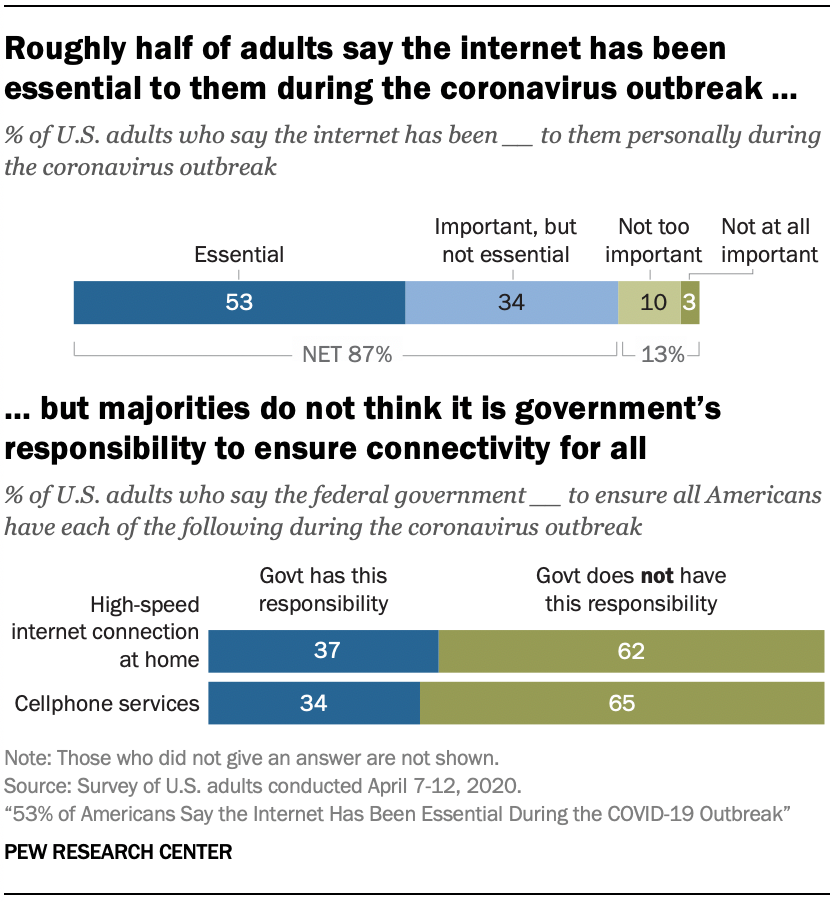 Roughly half of adults say the internet has been
essential to them during the coronavirus outbreak ...
% of U.S. adults who say the internet has been __ to them personally during
the coronavirus outbreak
Essential
Important, but
not essential
Not too
important
Not at all
important
53
34
10
3
NET 87%
13%
... but majorities do not think it is government’s
responsibility to ensure connectivity for all
% of U.S. adults who say the federal government __ to ensure all Americans
have each of the following during the coronavirus outbreak
Govt has this
responsibility
Govt does not have
this responsibility
High-speed
internet connection
at home
37
62
Cellphone services
34
65
Note: Those who did not give an answer are not shown.
Source: Survey of U.S. adults conducted April 7-12, 2020.
“53% of Americans Say the Internet Has Been Essential During the COVID-19 Outbreak”
PEW RESEARCH CENTER